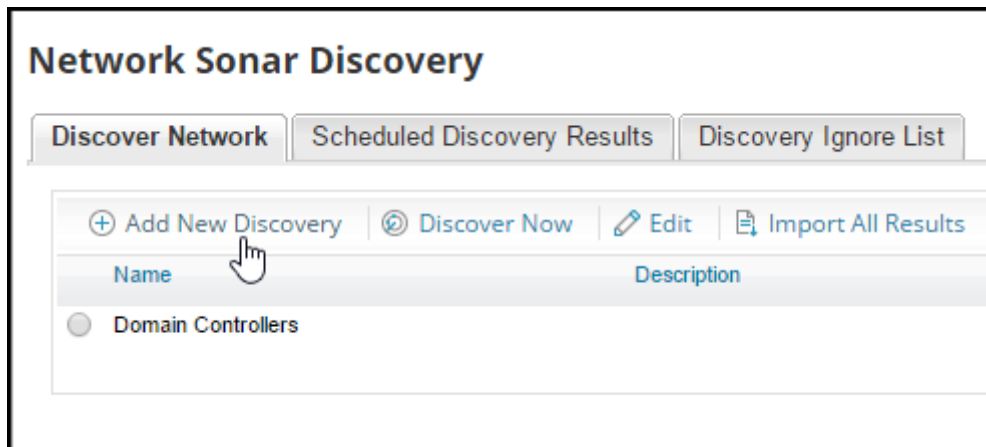 Network Sonar Discovery
Discover Network Scheduled Discovery Results Discovery Ignore List
Add New Discovery Discover Now Edit Import All Results
Name Description
Domain Controllers